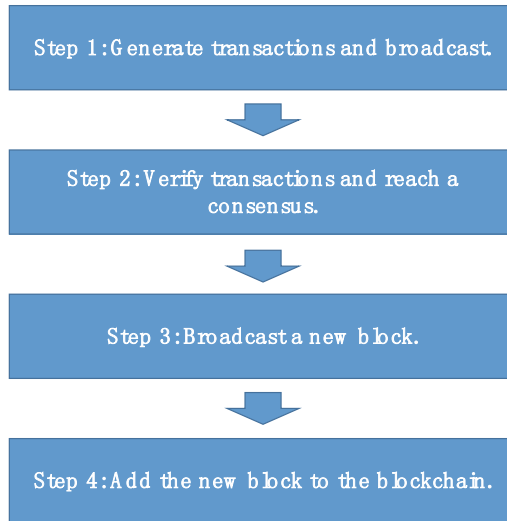 Step 1: Generate transactions and broadcast.
Step 2: Verify transactions and reach a
consensus.
Step 3: Broadcast a new block.
Step 4: Add the new block to the blockchain.